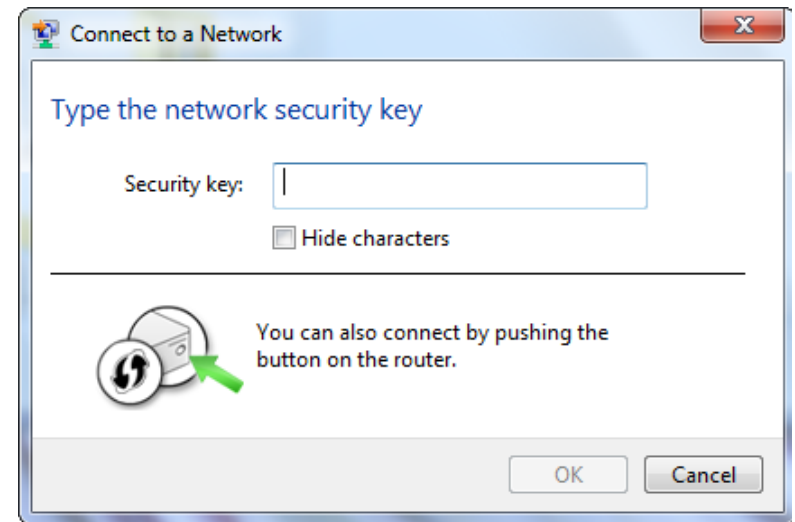 Connect to a Network
Type the network security key
Security key:
Hide characters
You can also connect by pushing the
button on the router.
OK
Cancel